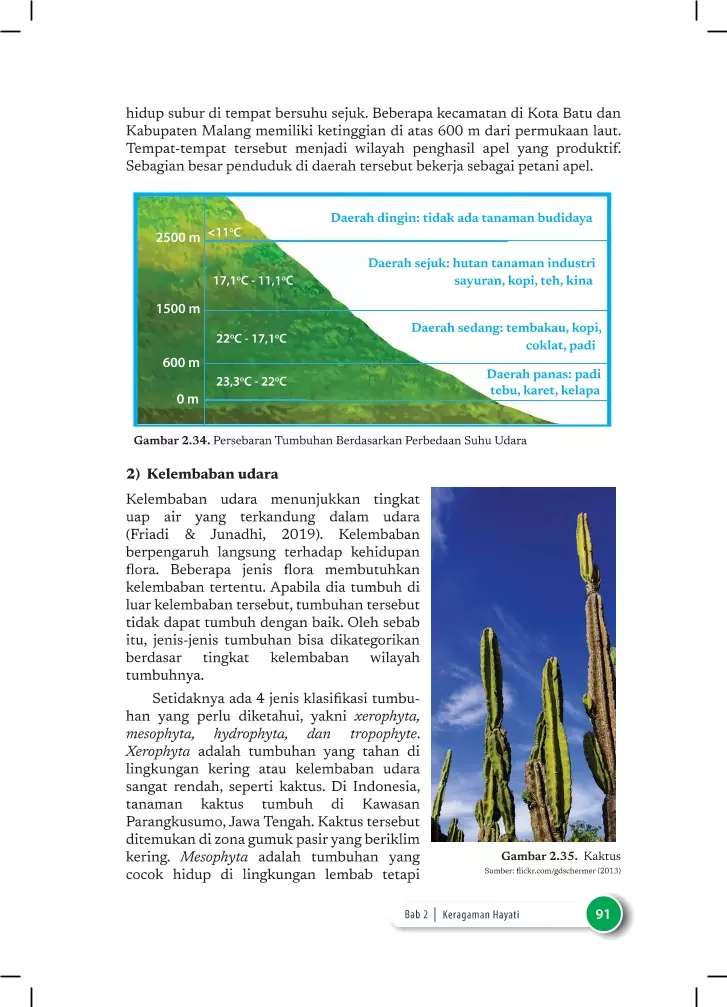 hidup subur di tempat bersuhu sejuk. Beberapa kecamatan di Kota Batu dan
Kabupaten Malang memiliki ketinggian di atas 600 m dari permukaan laut.
Tempat-tempat tersebut menjadi wilayah penghasil apel yang produktif.
Sebagian besar penduduk di daerah tersebut bekerja sebagai petani apel.
Daerah dingin: tidak ada tanaman budidaya
2500 m <11°C
Daerah sejuk: hutan tanaman industri
sayuran, kopi, teh, kina
17,1°C - 11,1°C
1500 m
Daerah sedang: tembakau, kopi,
coklat, padi
22°C - 17,1°C
600 m
Daerah panas: padi
tebu, karet, kelapa
23,3°C - 22°C
0 m
Gambar 2.34. Persebaran Tumbuhan Berdasarkan Perbedaan Suhu Udara
2) Kelembaban udara
Kelembaban udara menunjukkan tingkat
uap air yang terkandung dalam udara
(Friadi & Junadhi, 2019). Kelembaban
berpengaruh langsung terhadap kehidupan
flora. Beberapa jenis flora membutuhkan
kelembaban tertentu. Apabila dia tumbuh di
luar kelembaban tersebut, tumbuhan tersebut
tidak dapat tumbuh dengan baik. Oleh sebab
itu, jenis-jenis tumbuhan bisa dikategorikan
berdasar tingkat kelembaban wilayah
tumbuhnya.
Setidaknya ada 4 jenis klasifikasi tumbu-
han yang perlu diketahui, yakni xerophyta,
mesophyta, hydrophyta, dan tropophyte.
Xerophyta adalah tumbuhan yang tahan di
lingkungan kering atau kelembaban udara
sangat rendah, seperti kaktus. Di Indonesia,
tanaman kaktus tumbuh di Kawasan
Parangkusumo, Jawa Tengah. Kaktus tersebut
ditemukan di zona gumuk pasir yang beriklim
kering. Mesophyta adalah tumbuhan yang
cocok hidup di lingkungan lembab tetapi
Gambar 2.35. Kaktus
Sumber: flickr.com/gdschermer (2013)
Bab 2 | Keragaman Hayati 91